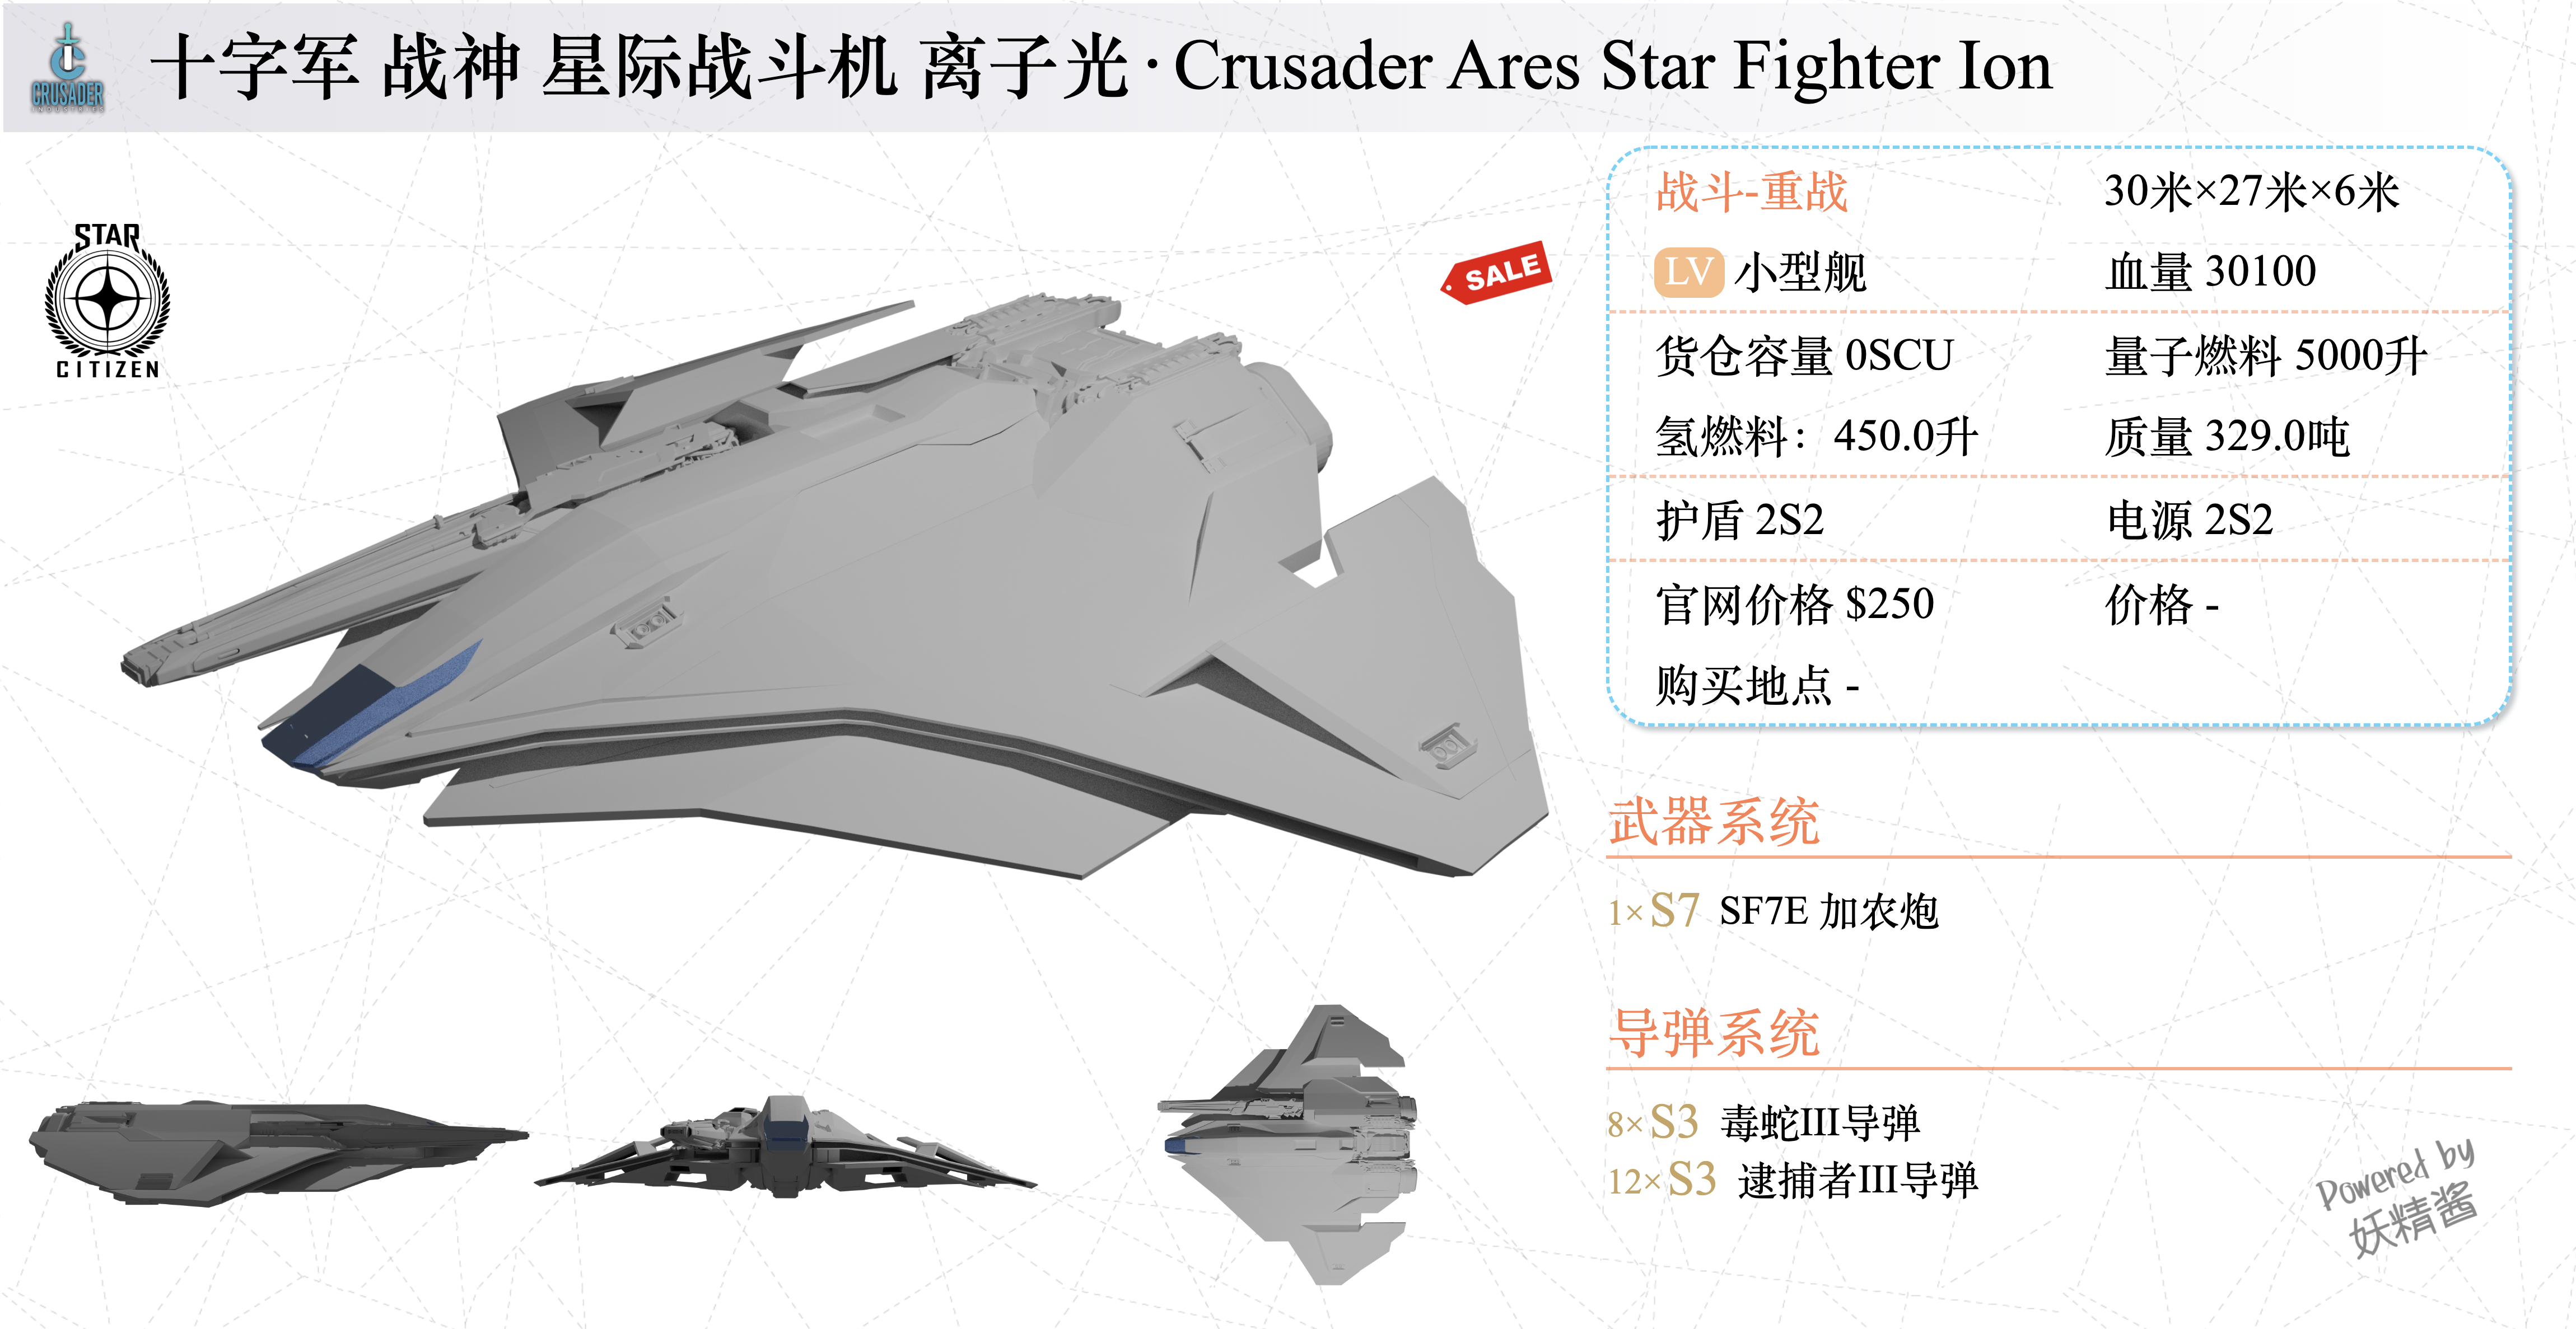 CRUSADER
INDUSTRIES
十字军 战神 星际战斗机 离子光·Crusader Ares Star Fighter Ion
STAR
CITIZEN
SALE
战斗-重战 30米×27米×6米
LV 小型舰 血量 30100
货仓容量 0SCU 量子燃料 5000升
氢燃料：450.0升 质量 329.0吨
护盾 2S2 电源 2S2
官网价格 $250 价格 -
购买地点 -
武器系统
1× S7 SF7E 加农炮
导弹系统
8× S3 毒蛇III导弹
12× S3 逮捕者III导弹
Powered by
妖精酱